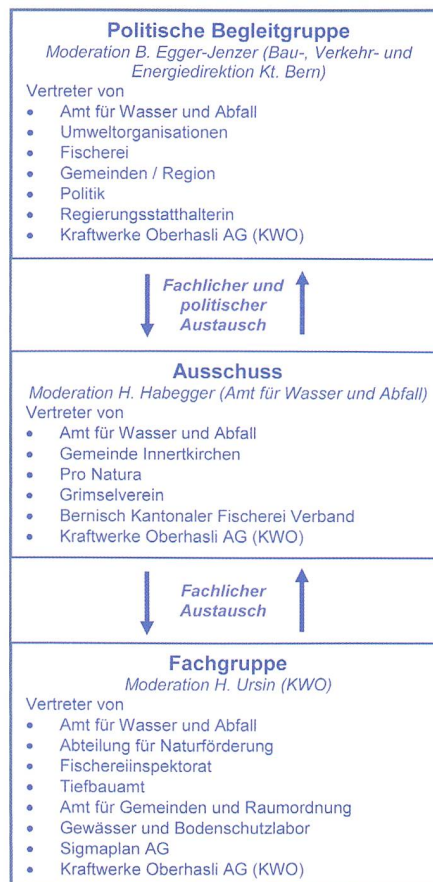 Politische Begleitgruppe
Moderation B. Egger-Jenzer (Bau-, Verkehr- und
Energiedirektion Kt. Bern)
Vertreter von
• Amt für Wasser und Abfall
• Umweltorganisationen
• Fischerei
• Gemeinden / Region
• Politik
• Regierungsstatthalterin
• Kraftwerke Oberhasli AG (KWO)
Fachlicher und
politischer
Austausch
Ausschuss
Moderation H. Habegger (Amt für Wasser und Abfall)
Vertreter von
• Amt für Wasser und Abfall
• Gemeinde Innertkirchen
• Pro Natura
• Grimselverein
• Bernisch Kantonaler Fischerei Verband
• Kraftwerke Oberhasli AG (KWO)
Fachlicher
Austausch
Fachgruppe
Moderation H. Ursin (KWO)
Vertreter von
• Amt für Wasser und Abfall
• Abteilung für Naturförderung
• Fischereiinspektorat
• Tiefbauamt
• Amt für Gemeinden und Raumordnung
• Gewässer und Bodenschutzlabor
• Sigmaplan AG
• Kraftwerke Oberhasli AG (KWO)